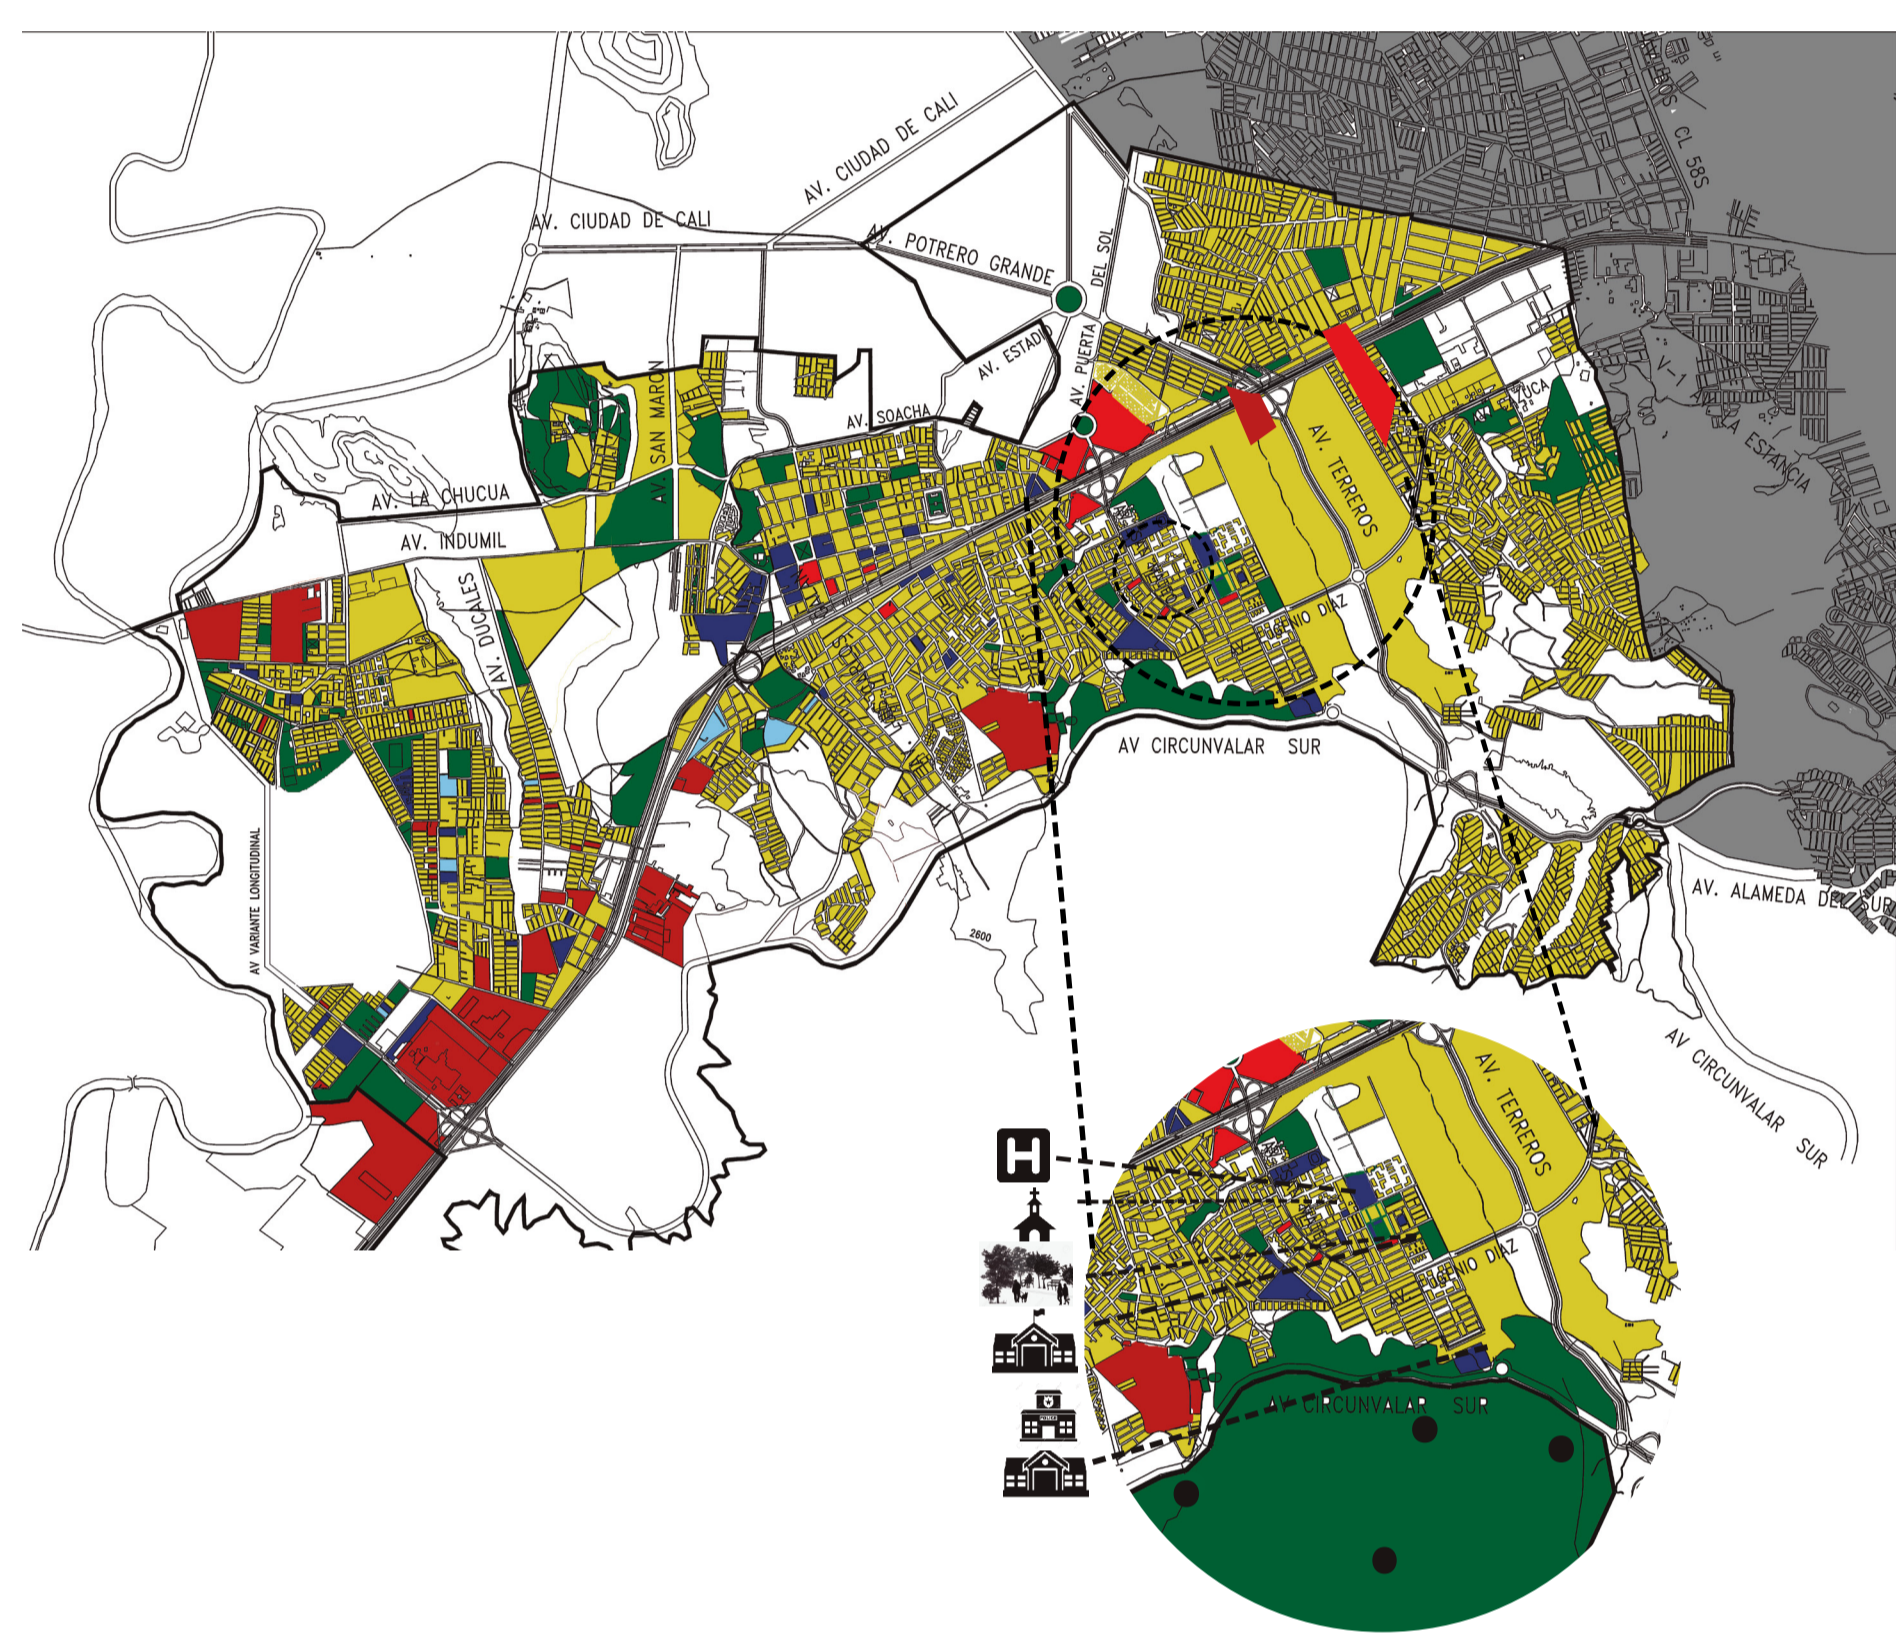 CL 58S
AV. CIUDAD DE CALI
AV. CIUDAD DE CALI
AV. POTRERO GRANDE
DEL SOL
AV. PUERTA
AV. ESTADIO
AV. SAN MARON
AV. SOACHA
V-1
LA ESTANCIA
AV. TERREROS
AV. LA CHUCUA
AV. INDUMIL
AV. DUCALES
AV CIRCUNVALAR SUR
AV VARIANTE LONGITUDINAL
2600
AV. ALAMEDA DEL SUR
AV CIRCUNVALAR SUR
AV. TERREROS
H
AV CIRCUNVALAR SUR